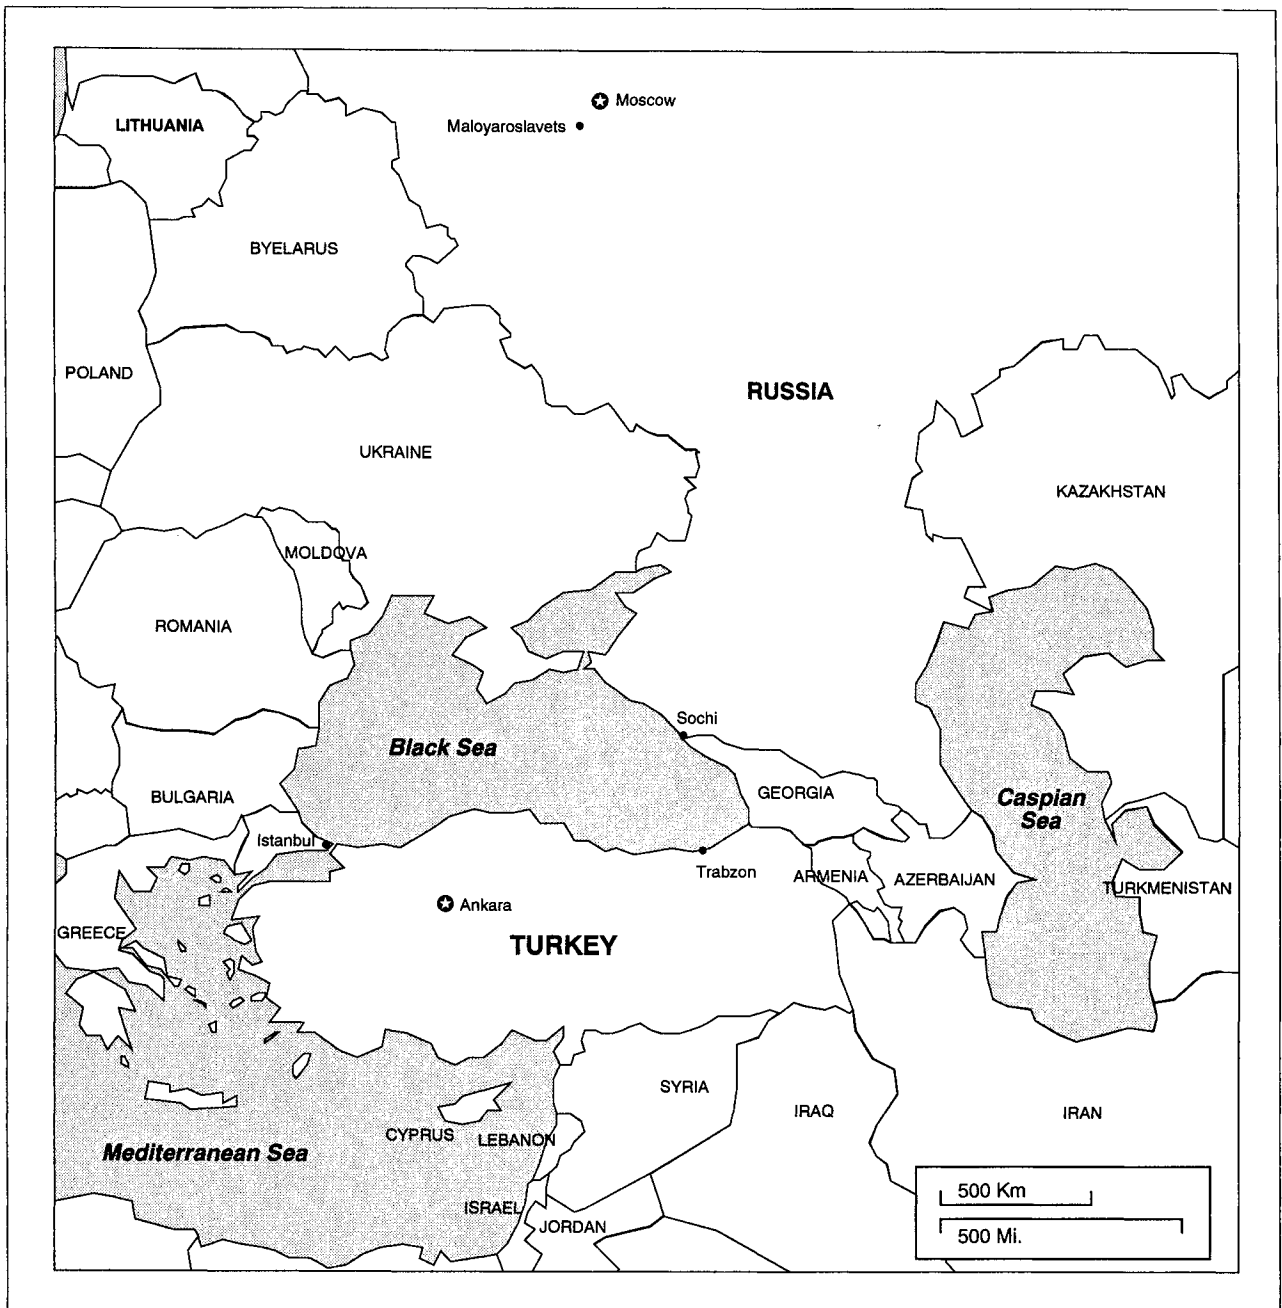 Moscow
Maloyaroslavets
LITHUANIA
BYELARUS
POLAND
RUSSIA
UKRAINE
KAZAKHSTAN
MOLDOVA
ROMANIA
Sochi
Black Sea
GEORGIA
BULGARIA
Caspian
Sea
Istanbul
Trabzon
ARMENIA
AZERBAIJAN
TURKMENISTAN
Ankara
GREECE
TURKEY
SYRIA
IRAQ
IRAN
CYPRUS
LEBANON
Mediterranean Sea
ISRAEL
JORDAN
500 Km
500 Mi.